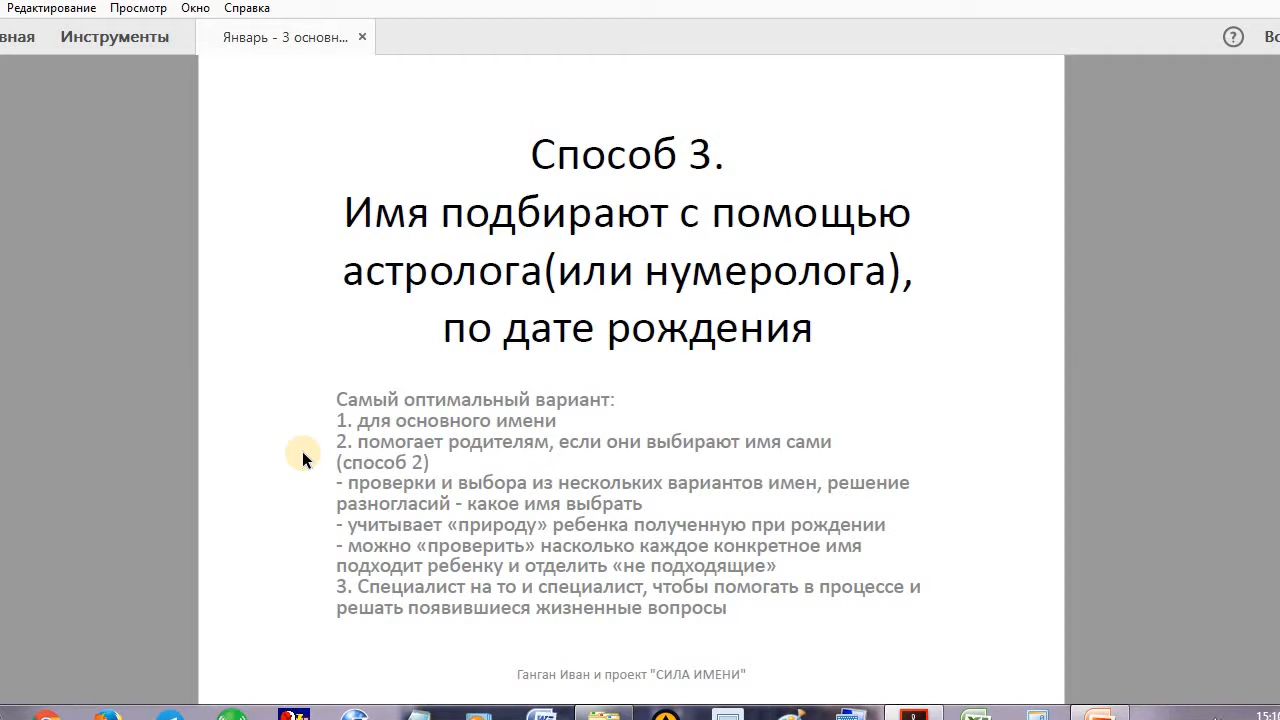 Редактирование Просмотр Окно Справка
вная Инструменты Январь - 3 основн... × ? Вс
Способ 3.
Имя подбирают с помощью
астролога(или нумеролога),
по дате рождения
Самый оптимальный вариант:
1. для основного имени
2. помогает родителям, если они выбирают имя сами
(способ 2)
- проверки и выбора из нескольких вариантов имен, решение
разногласий - какое имя выбрать
- учитывает «природу» ребенка полученную при рождении
- можно «проверить» насколько каждое конкретное имя
подходит ребенку и отделить «не подходящие»
3. Специалист на то и специалист, чтобы помогать в процессе и
решать появившиеся жизненные вопросы
Ганган Иван и проект "СИЛА ИМЕНИ"